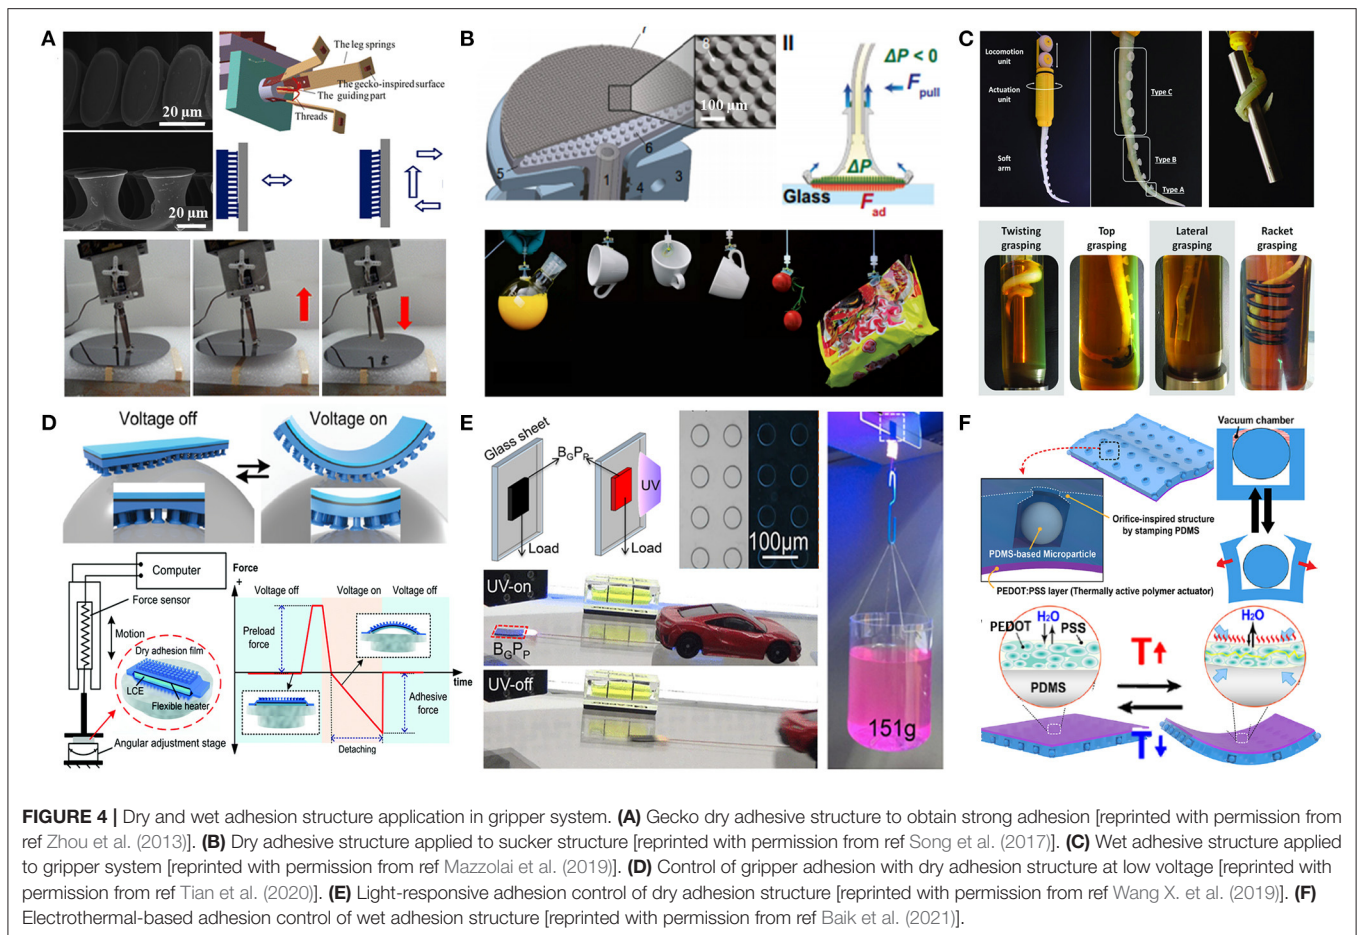 A
20 μm
The leg springs
The gecko-inspired surface
The guiding part
Threads
20 μm
B
I
8
100 μm
5
6
1
4
3
II
ΔP < 0
Fpull
ΔP
Glass
Fad
C
Locomotion
unit
Actuation
unit
Soft
arm
Type C
Type B
Type A
Twisting
grasping
Top
grasping
Lateral
grasping
Racket
grasping
D
Voltage off
Voltage on
Computer
Force sensor
Motion
Dry adhesion film
LCE
Flexible heater
Angular adjustment stage
Force
+
Voltage off
Voltage on
Voltage off
Preload
force
time
Adhesive
force
Detaching
-
E
Glass sheet
BGPP
UV
Load
Load
100μm
UV-on
BGPP
UV-off
151g
F
Vacuum chamber
Orifice-inspired structure
by stamping PDMS
PDMS-based Microparticle
PEDOT:PSS layer (Thermally active polymer actuator)
H2O
PEDOT
PSS
PDMS
T
T
H2O
FIGURE 4 | Dry and wet adhesion structure application in gripper system. (A) Gecko dry adhesive structure to obtain strong adhesion [reprinted with permission from
ref Zhou et al. (2013)]. (B) Dry adhesive structure applied to sucker structure [reprinted with permission from ref Song et al. (2017)]. (C) Wet adhesive structure applied
to gripper system [reprinted with permission from ref Mazzolai et al. (2019)]. (D) Control of gripper adhesion with dry adhesion structure at low voltage [reprinted with
permission from ref Tian et al. (2020)]. (E) Light-responsive adhesion control of dry adhesion structure [reprinted with permission from ref Wang X. et al. (2019)]. (F)
Electrothermal-based adhesion control of wet adhesion structure [reprinted with permission from ref Baik et al. (2021)].